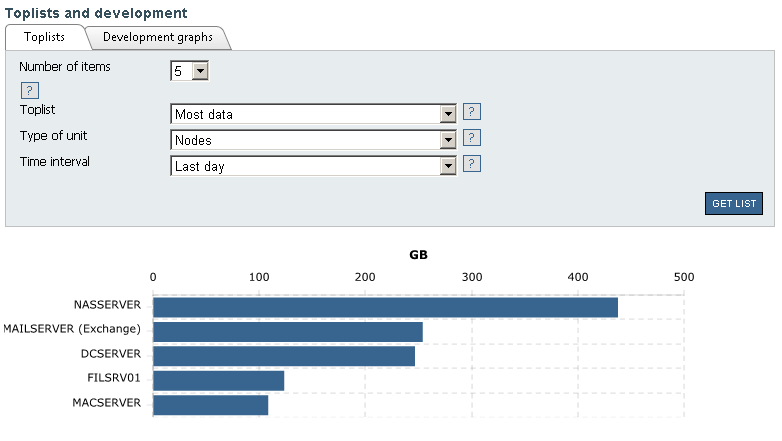 Toplists and development
Toplists Development graphs
Number of items 5
?
Toplist Most data ?
Type of unit Nodes ?
Time interval Last day ?
GET LIST
GB
0 100 200 300 400 500
NASSERVER
MAILSERVER (Exchange)
DCSERVER
FILSRV01
MACSERVER